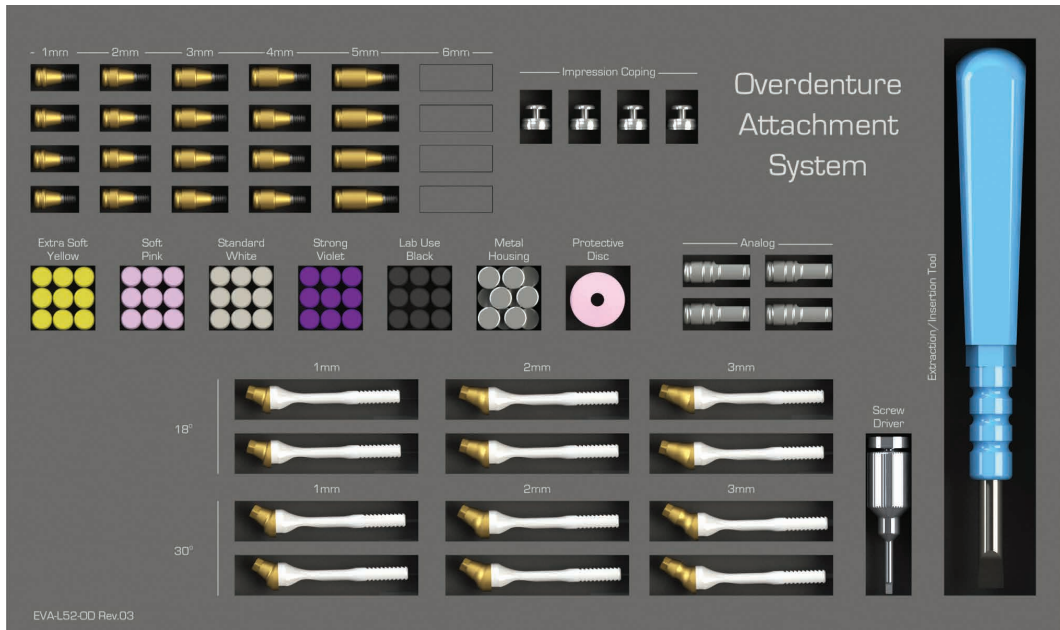 1mm 2mm 3mm 4mm 5mm 6mm
Impression Coping
Overdenture
Attachment
System
Extra Soft
Yellow
Soft
Pink
Standard
White
Strong
Violet
Lab Use
Black
Metal
Housing
Protective
Disc
Analog
Extraction/Insertion Tool
1mm 2mm 3mm
18°
Screw
Driver
1mm 2mm 3mm
30°
EVA-L52-OD Rev.03